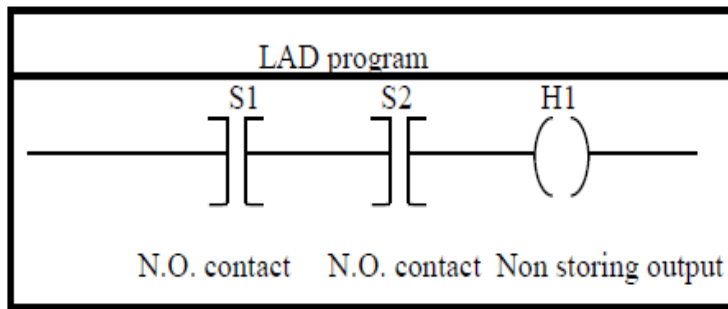 LAD program
S1 S2 H1
N.O. contact N.O. contact Non storing output